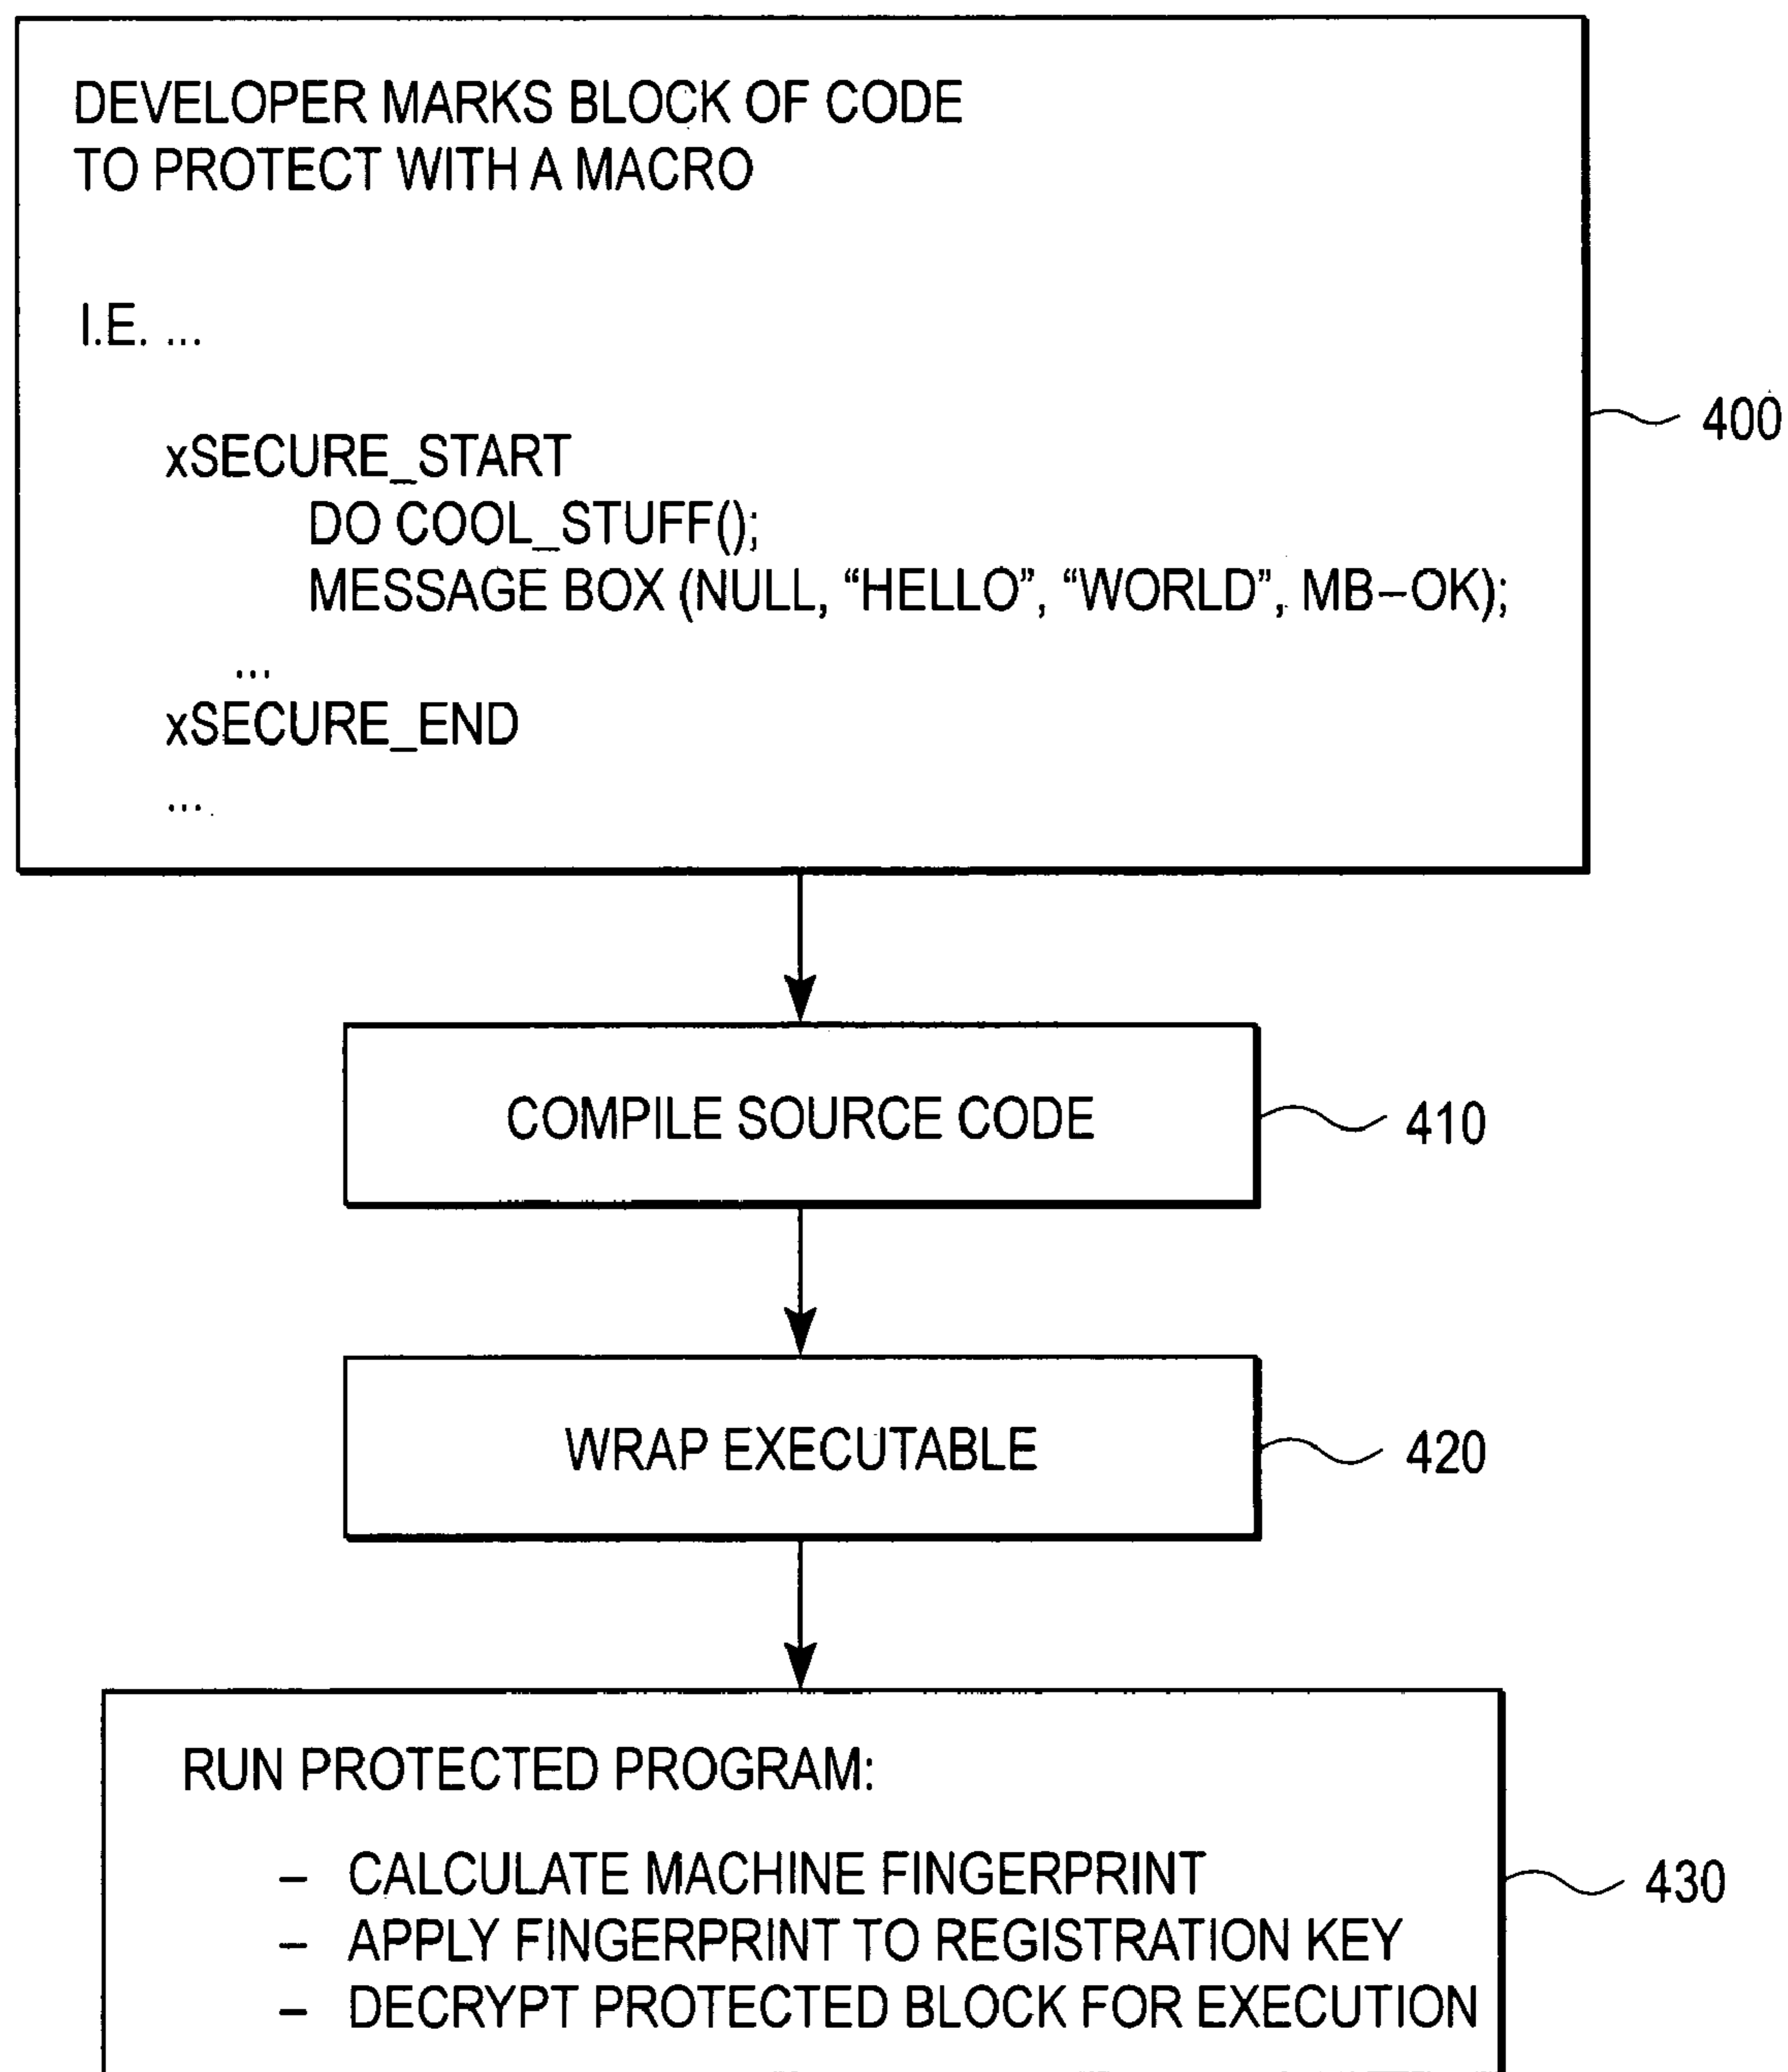 DEVELOPER MARKS BLOCK OF CODE
TO PROTECT WITH A MACRO
I.E. ...
xSECURE_START
DO COOL_STUFF();
MESSAGE BOX (NULL, “HELLO”, “WORLD”, MB–OK);
...
xSECURE_END
...
400
COMPILE SOURCE CODE
410
WRAP EXECUTABLE
420
RUN PROTECTED PROGRAM:
– CALCULATE MACHINE FINGERPRINT
– APPLY FINGERPRINT TO REGISTRATION KEY
– DECRYPT PROTECTED BLOCK FOR EXECUTION
430